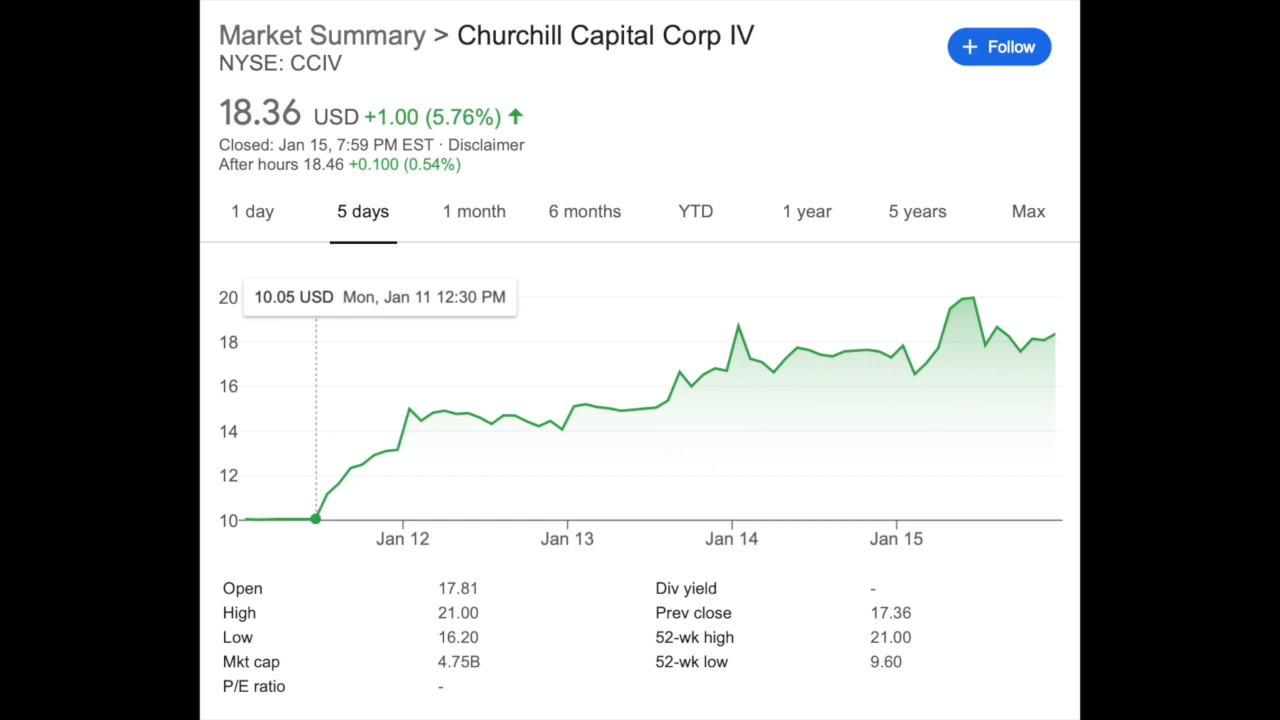 Market Summary > Churchill Capital Corp IV
NYSE: CCIV
+ Follow
18.36 USD +1.00 (5.76%) ↑
Closed: Jan 15, 7:59 PM EST · Disclaimer
After hours 18.46 +0.100 (0.54%)
1 day 5 days 1 month 6 months YTD 1 year 5 years Max
10.05 USD Mon, Jan 11 12:30 PM
20
18
16
14
12
10
Jan 12 Jan 13 Jan 14 Jan 15
Open 17.81 Div yield -
High 21.00 Prev close 17.36
Low 16.20 52-wk high 21.00
Mkt cap 4.75B 52-wk low 9.60
P/E ratio -